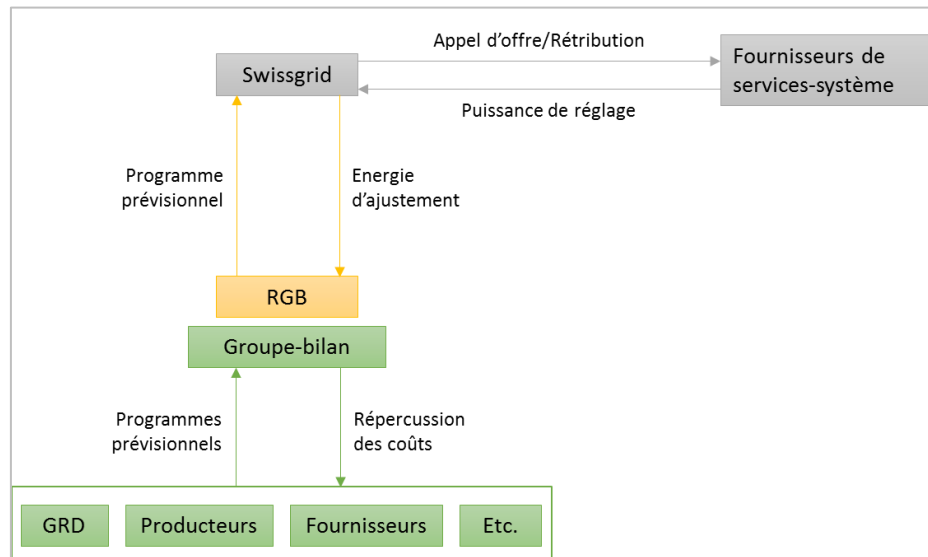 Appel d’offre/Rétribution
Swissgrid
Fournisseurs de
services-système
Puissance de réglage
Programme
prévisionnel
Energie
d’ajustement
RGB
Groupe-bilan
Programmes
prévisionnels
Répercussion
des coûts
GRD
Producteurs
Fournisseurs
Etc.